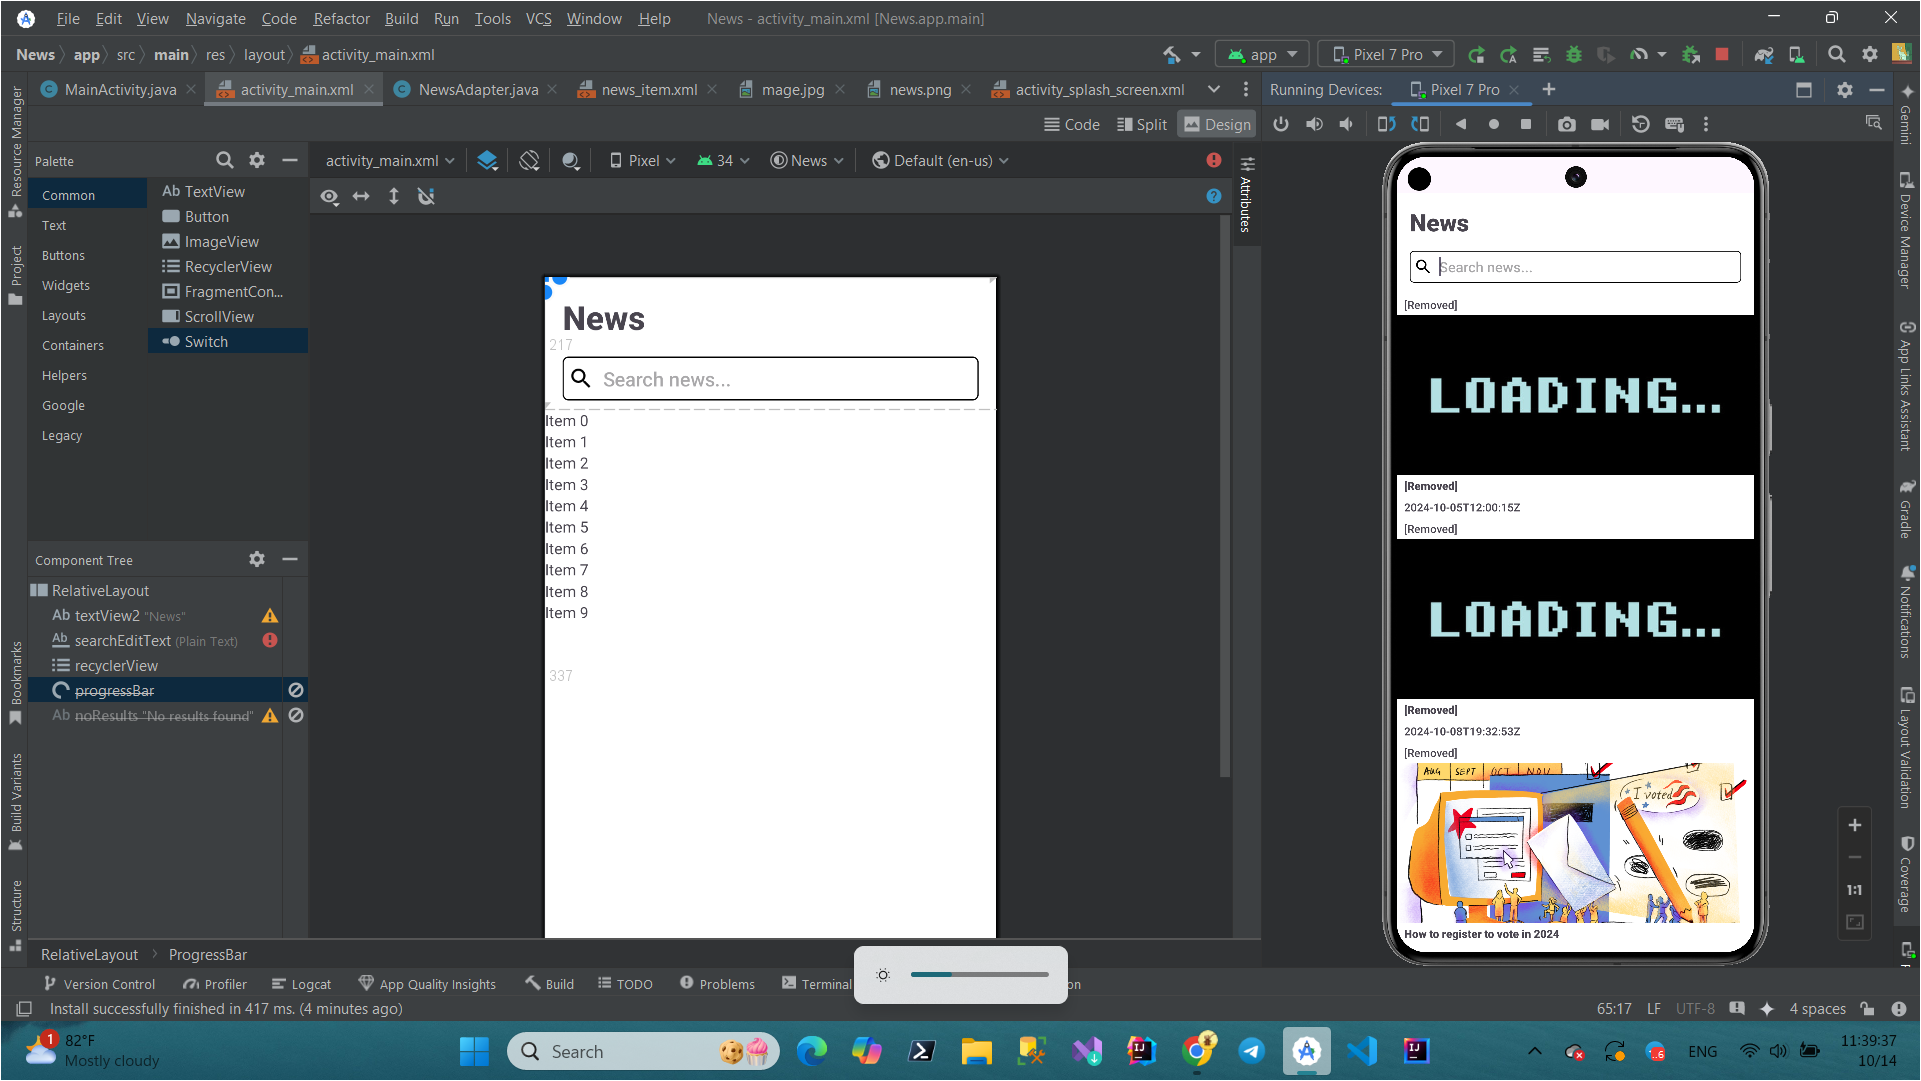 File Edit View Navigate Code Refactor Build Run Tools VCS Window Help News - activity_main.xml [News.app.main]
News app src main res layout activity_main.xml
app Pixel 7 Pro
MainActivity.java activity_main.xml NewsAdapter.java news_item.xml mage.jpg news.png activity_splash_screen.xml
Running Devices: Pixel 7 Pro
Code Split Design
Palette
activity_main.xml Pixel 34 News Default (en-us)
Common
Text
Buttons
Widgets
Layouts
Containers
Helpers
Google
Legacy
Ab TextView
Button
ImageView
RecyclerView
FragmentCon...
ScrollView
Switch
Component Tree
RelativeLayout
Ab textView2 "News"
Ab searchEditText (Plain Text)
recyclerView
progressBar
Ab noResults "No results found"
RelativeLayout ProgressBar
News
217
Search news...
Item 0
Item 1
Item 2
Item 3
Item 4
Item 5
Item 6
Item 7
Item 8
Item 9
337
Attributes
News
Search news...
[Removed]
LOADING...
[Removed]
2024-10-05T12:00:15Z
[Removed]
LOADING...
[Removed]
2024-10-08T19:32:53Z
[Removed]
AUG SEPT OCT NOV
I voted
How to register to vote in 2024
1:1
Resource Manager
Project
Bookmarks
Build Variants
Structure
Gemini
Device Manager
App Links Assistant
Gradle
Notifications
Layout Validation
Coverage
Version Control Profiler Logcat App Quality Insights Build TODO Problems Terminal
on
Install successfully finished in 417 ms. (4 minutes ago)
65:17 LF UTF-8 4 spaces
1
82°F
Mostly cloudy
Search
ENG
11:39:37
10/14